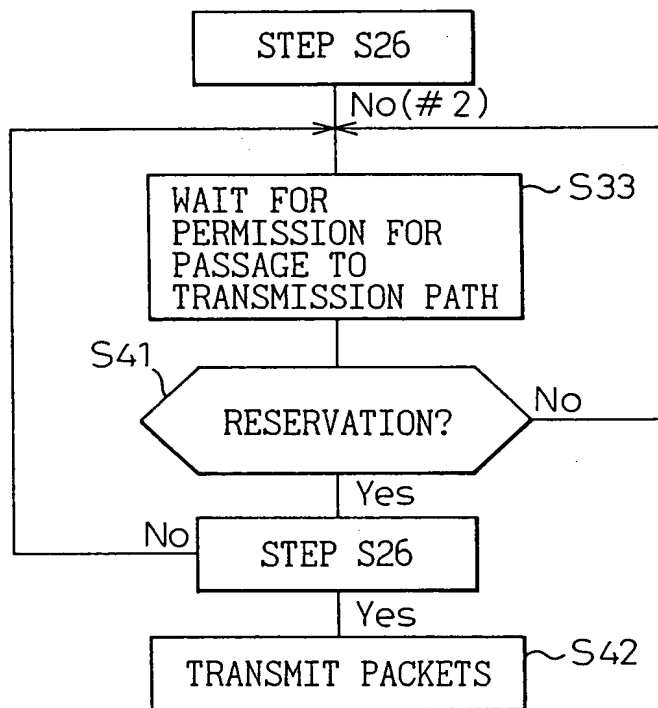 STEP S26
No(#2)
WAIT FOR
PERMISSION FOR
PASSAGE TO
TRANSMISSION PATH
S33
S41
RESERVATION?
No
Yes
No
STEP S26
Yes
TRANSMIT PACKETS
S42